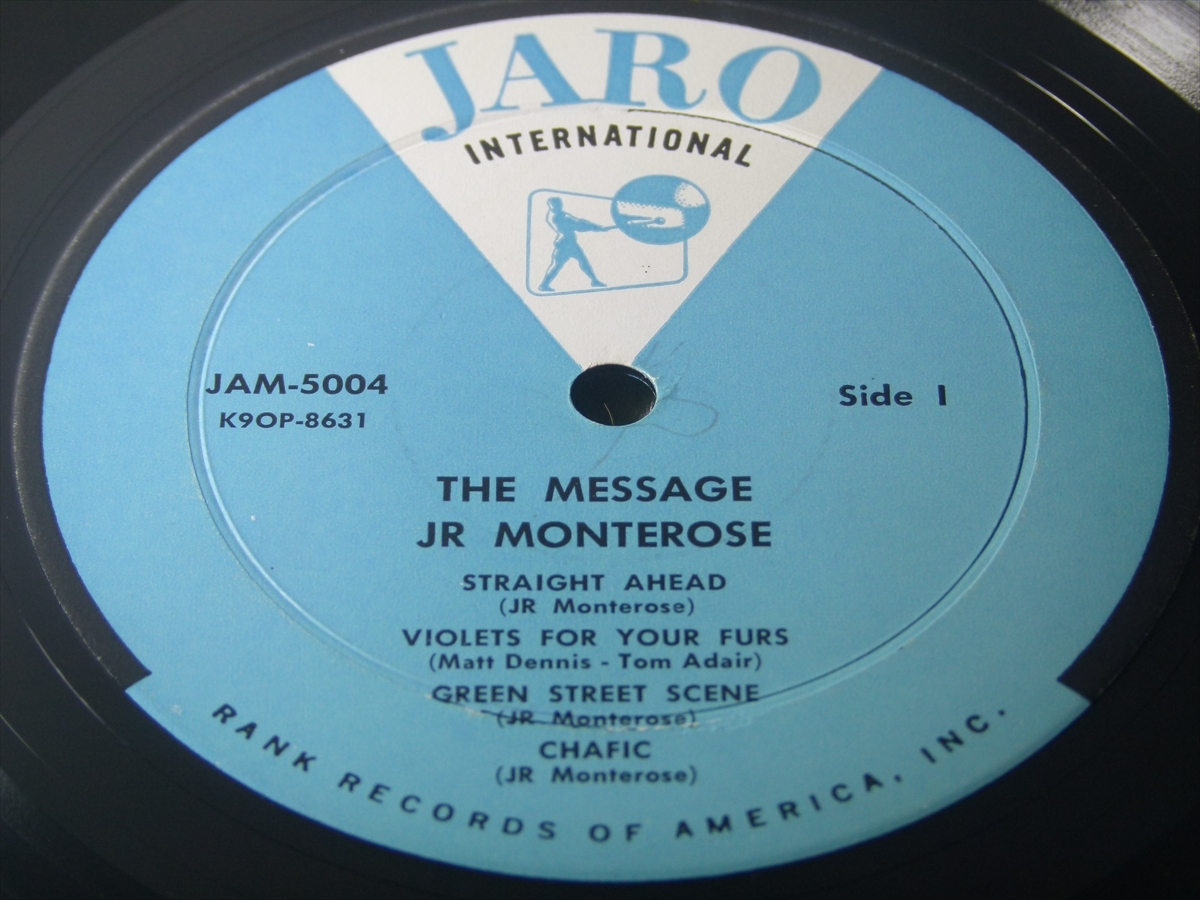 JARO
INTERNATIONAL
JAM-5004
K9OP-8631
Side I
THE MESSAGE
JR MONTEROSE
STRAIGHT AHEAD
(JR Monterose)
VIOLETS FOR YOUR FURS
(Matt Dennis - Tom Adair)
GREEN STREET SCENE
(JR Monterose)
CHAFIC
(JR Monterose)
RANK RECORDS OF AMERICA, INC.